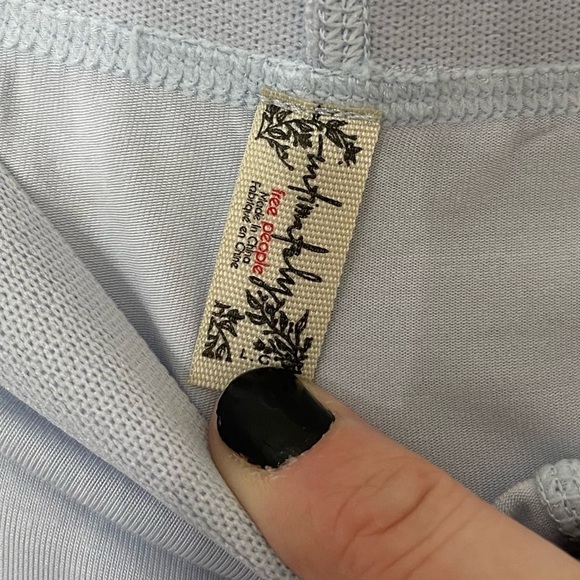 Intimately
free people
Made in China
Fabriqué en Chine
L